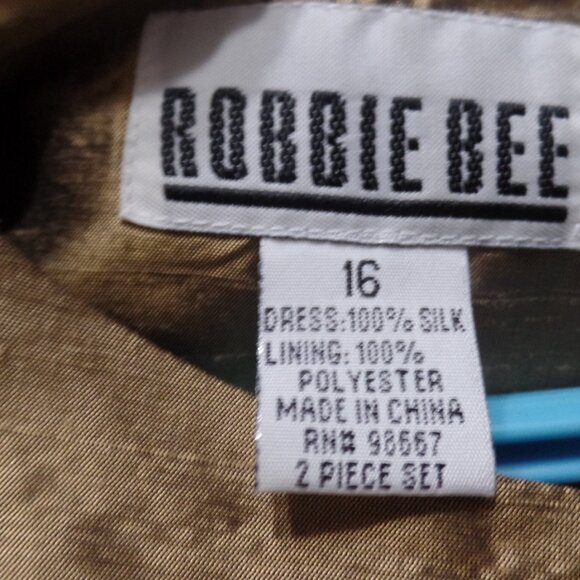 ROBBIE BEE
16
DRESS:100% SILK
LINING: 100%
POLYESTER
MADE IN CHINA
RN# 98667
2 PIECE SET